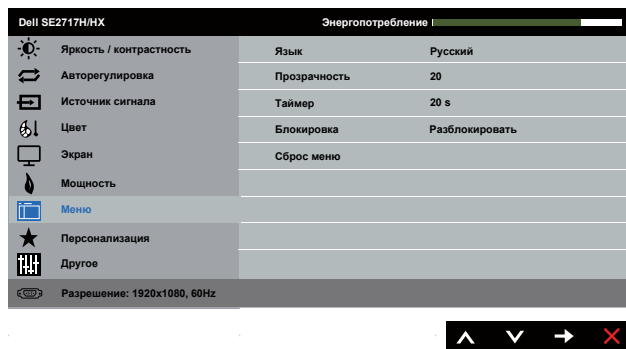 Dell SE2717H/HX Энергопотребление
Яркость / контрастность Язык Русский
Авторегулировка Прозрачность 20
Источник сигнала Таймер 20 s
Цвет Блокировка Разблокировать
Экран Сброс меню
Мощность
Меню
Персонализация
Другое
Разрешение: 1920x1080, 60Hz